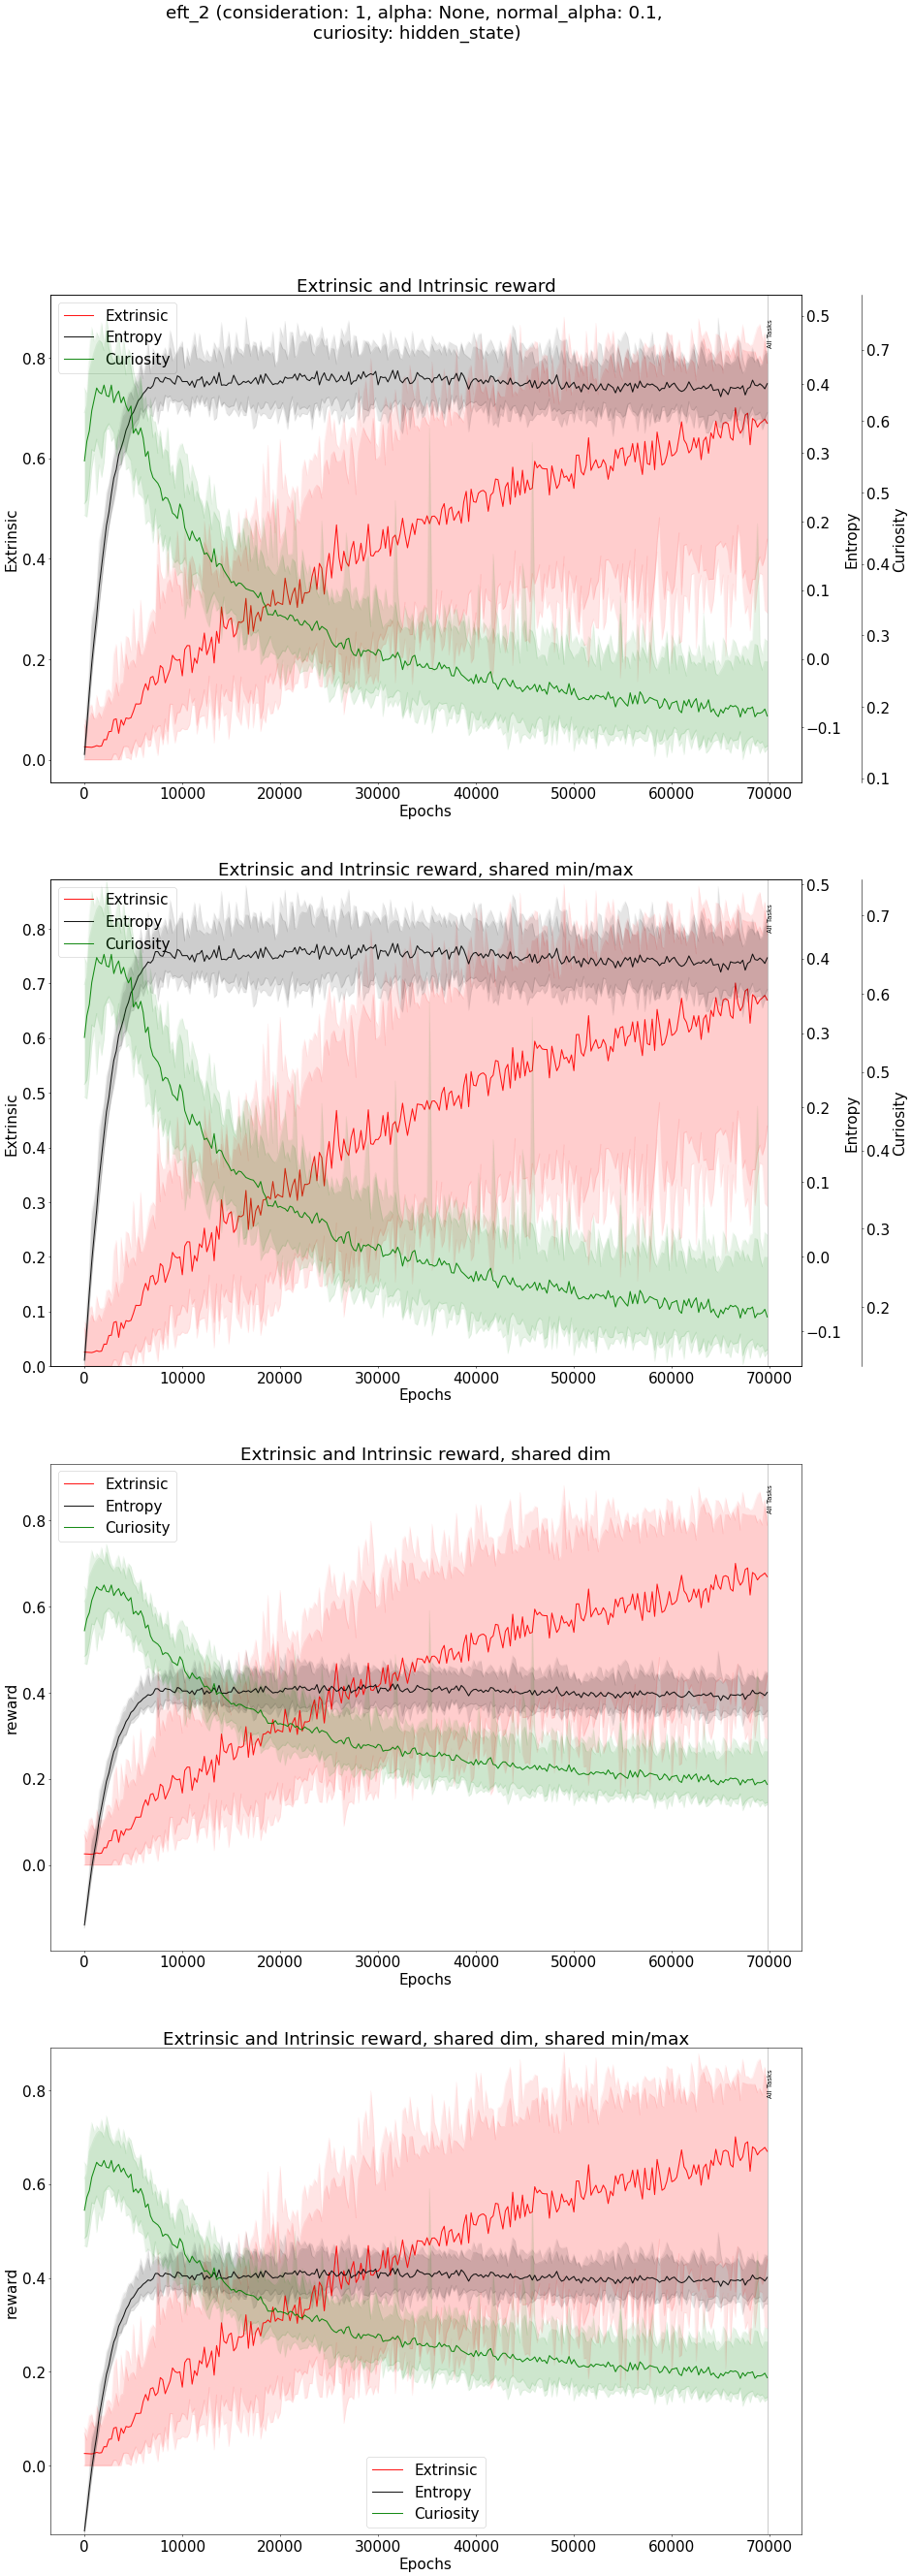 eft_2 (consideration: 1, alpha: None, normal_alpha: 0.1,
curiosity: hidden_state)
Extrinsic and Intrinsic reward
Extrinsic
Entropy
Curiosity
All Tasks
0.8
0.6
0.4
0.2
0.0
Extrinsic
0.5
0.4
0.3
0.2
0.1
0.0
−0.1
Entropy
0.7
0.6
0.5
0.4
0.3
0.2
0.1
Curiosity
0 10000 20000 30000 40000 50000 60000 70000
Epochs
Extrinsic and Intrinsic reward, shared min/max
Extrinsic
Entropy
Curiosity
All Tasks
0.8
0.7
0.6
0.5
0.4
0.3
0.2
0.1
0.0
Extrinsic
0.5
0.4
0.3
0.2
0.1
0.0
−0.1
Entropy
0.7
0.6
0.5
0.4
0.3
0.2
Curiosity
0 10000 20000 30000 40000 50000 60000 70000
Epochs
Extrinsic and Intrinsic reward, shared dim
Extrinsic
Entropy
Curiosity
All Tasks
0.8
0.6
0.4
0.2
0.0
reward
0 10000 20000 30000 40000 50000 60000 70000
Epochs
Extrinsic and Intrinsic reward, shared dim, shared min/max
All Tasks
0.8
0.6
0.4
0.2
0.0
reward
Extrinsic
Entropy
Curiosity
0 10000 20000 30000 40000 50000 60000 70000
Epochs